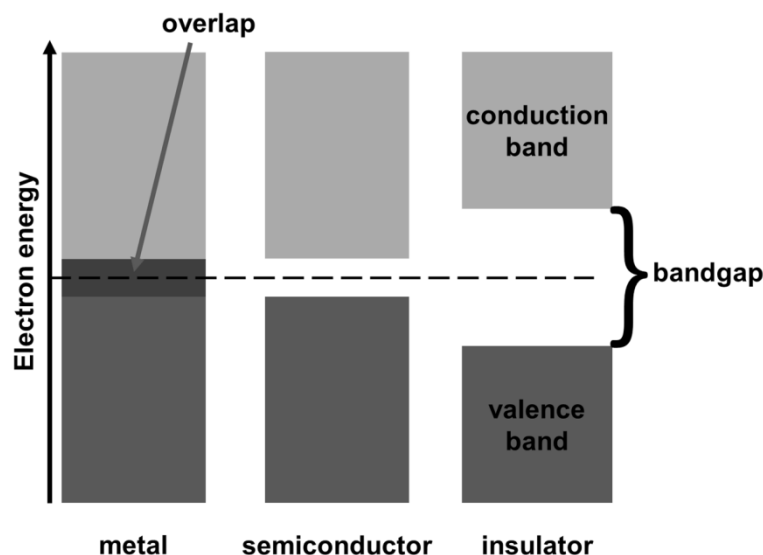 overlap
conduction
band
Electron energy
bandgap
valence
band
metal
semiconductor
insulator